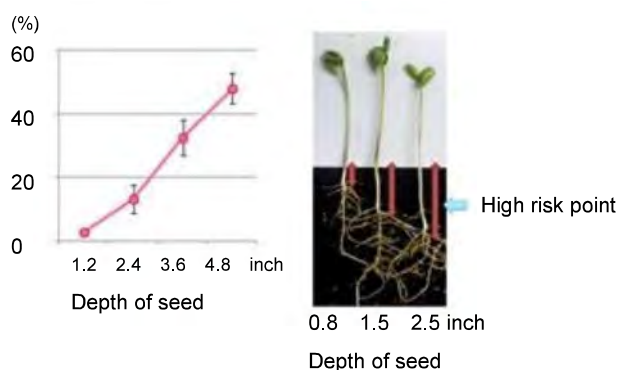 (%)
60
40
20
0
1.2 2.4 3.6 4.8 inch
Depth of seed
High risk point
0.8 1.5 2.5 inch
Depth of seed